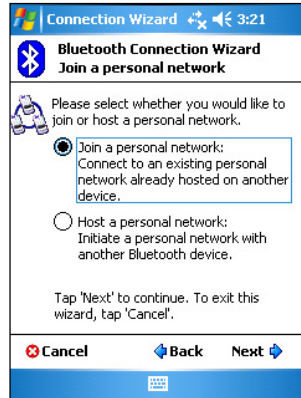 Connection Wizard 3:21
Bluetooth Connection Wizard
Join a personal network
Please select whether you would like to
join or host a personal network.
Join a personal network:
Connect to an existing personal
network already hosted on another
device.
Host a personal network:
Initiate a personal network with
another Bluetooth device.
Tap 'Next' to continue. To exit this
wizard, tap 'Cancel'.
Cancel Back Next